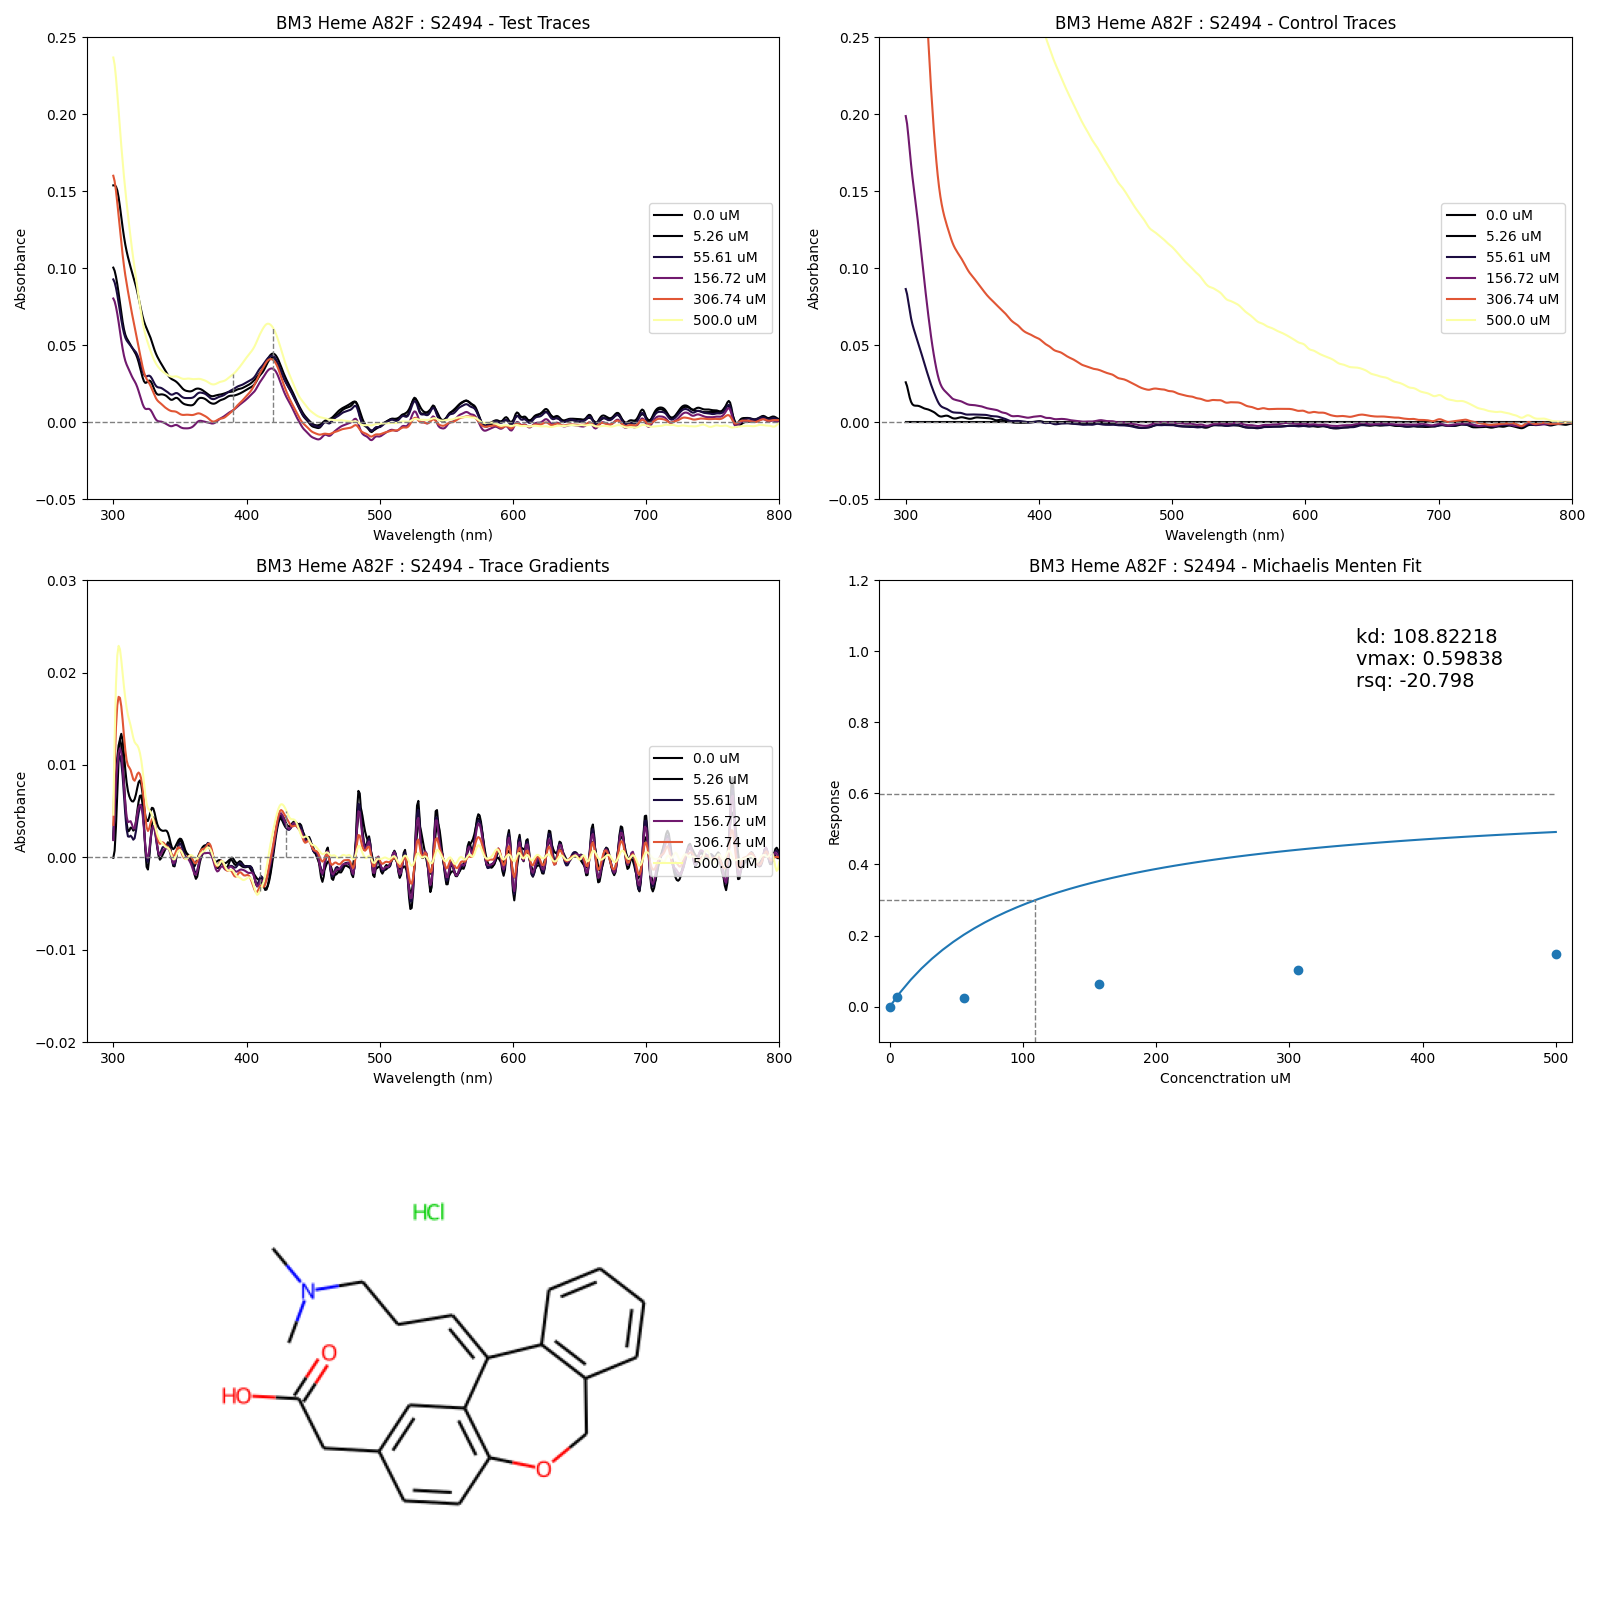 BM3 Heme A82F : S2494 - Test Traces
0.25
0.20
0.15
0.10
0.05
0.00
−0.05
Absorbance
300 400 500 600 700 800
Wavelength (nm)
0.0 uM
5.26 uM
55.61 uM
156.72 uM
306.74 uM
500.0 uM
BM3 Heme A82F : S2494 - Control Traces
0.25
0.20
0.15
0.10
0.05
0.00
−0.05
Absorbance
300 400 500 600 700 800
Wavelength (nm)
0.0 uM
5.26 uM
55.61 uM
156.72 uM
306.74 uM
500.0 uM
BM3 Heme A82F : S2494 - Trace Gradients
0.03
0.02
0.01
0.00
−0.01
−0.02
Absorbance
300 400 500 600 700 800
Wavelength (nm)
0.0 uM
5.26 uM
55.61 uM
156.72 uM
306.74 uM
500.0 uM
BM3 Heme A82F : S2494 - Michaelis Menten Fit
1.2
1.0
0.8
0.6
0.4
0.2
0.0
Response
kd: 108.82218
vmax: 0.59838
rsq: -20.798
0 100 200 300 400 500
Concenctration uM
HCl
N
O
HO
O